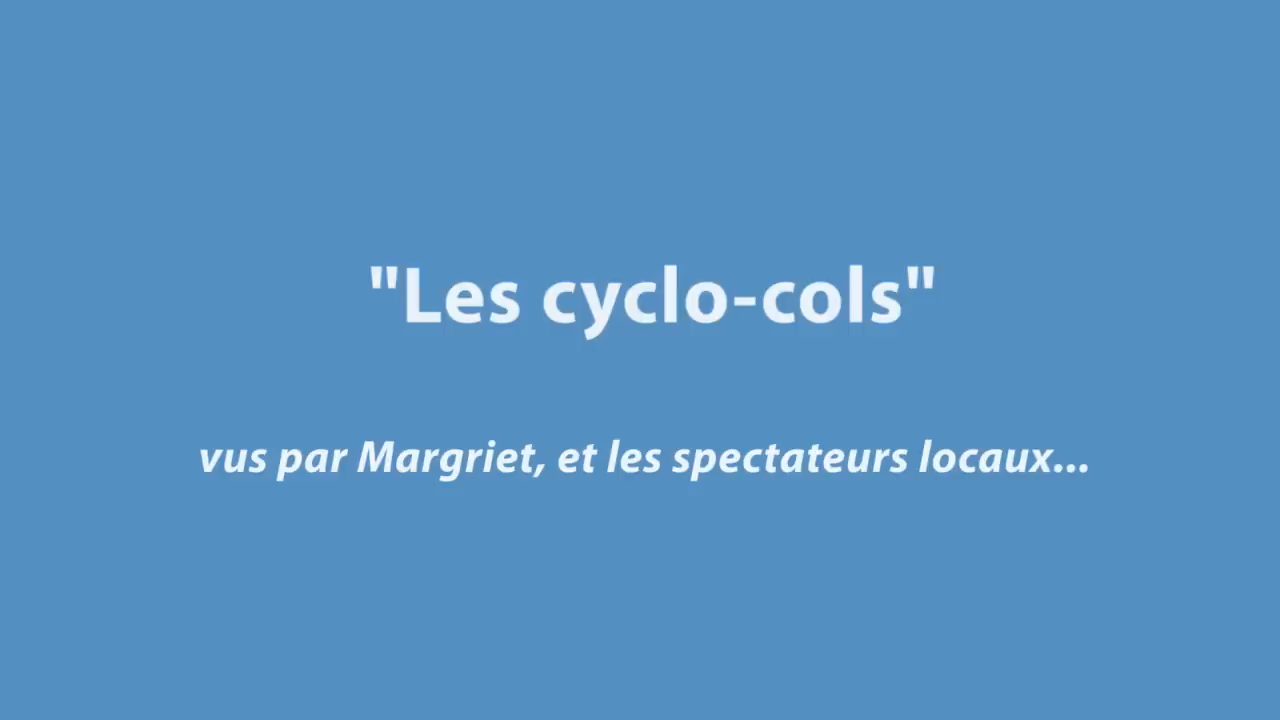 "Les cyclo-cols"
vus par Margriet, et les spectateurs locaux...